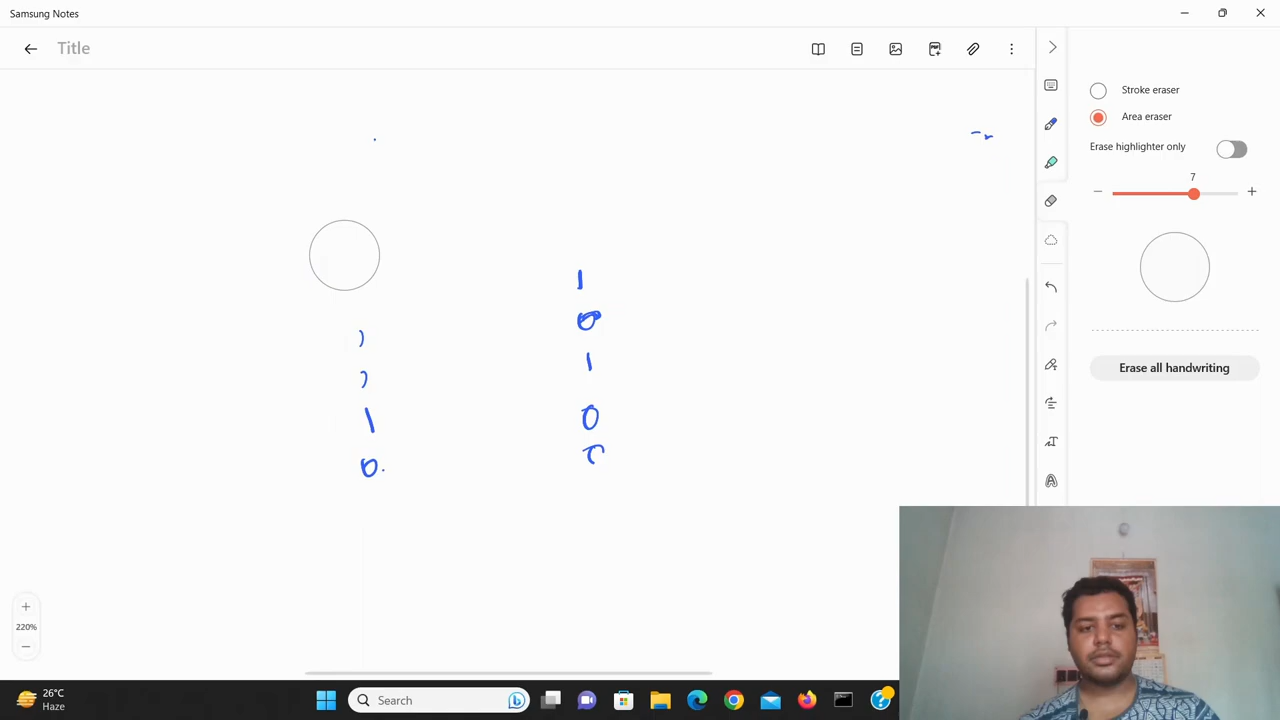 Samsung Notes
Title
Stroke eraser
Area eraser
Erase highlighter only
7
1
0
1
1
0
0
Erase all handwriting
220%
26°C
Haze
Search